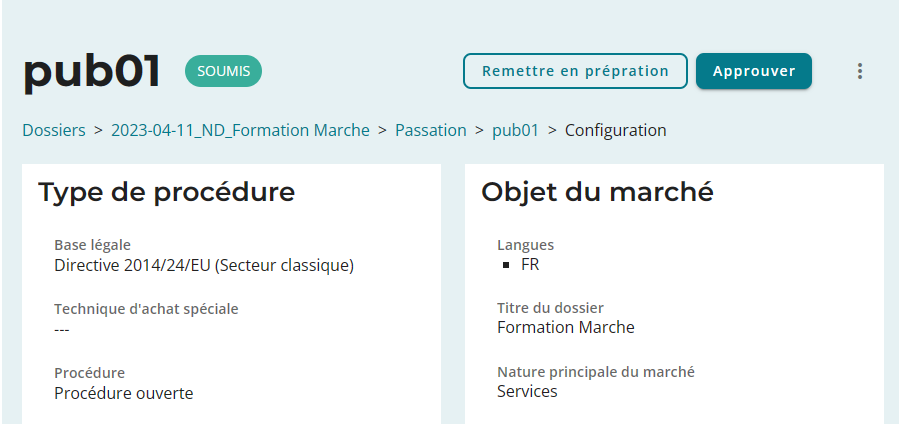 pub01
SOUMIS
Remettre en prépration
Approuver
Dossiers > 2023-04-11_ND_Formation Marche > Passation > pub01 > Configuration
Type de procédure
Base légale
Directive 2014/24/EU (Secteur classique)
Technique d'achat spéciale
---
Procédure
Procédure ouverte
Objet du marché
Langues
▪ FR
Titre du dossier
Formation Marche
Nature principale du marché
Services